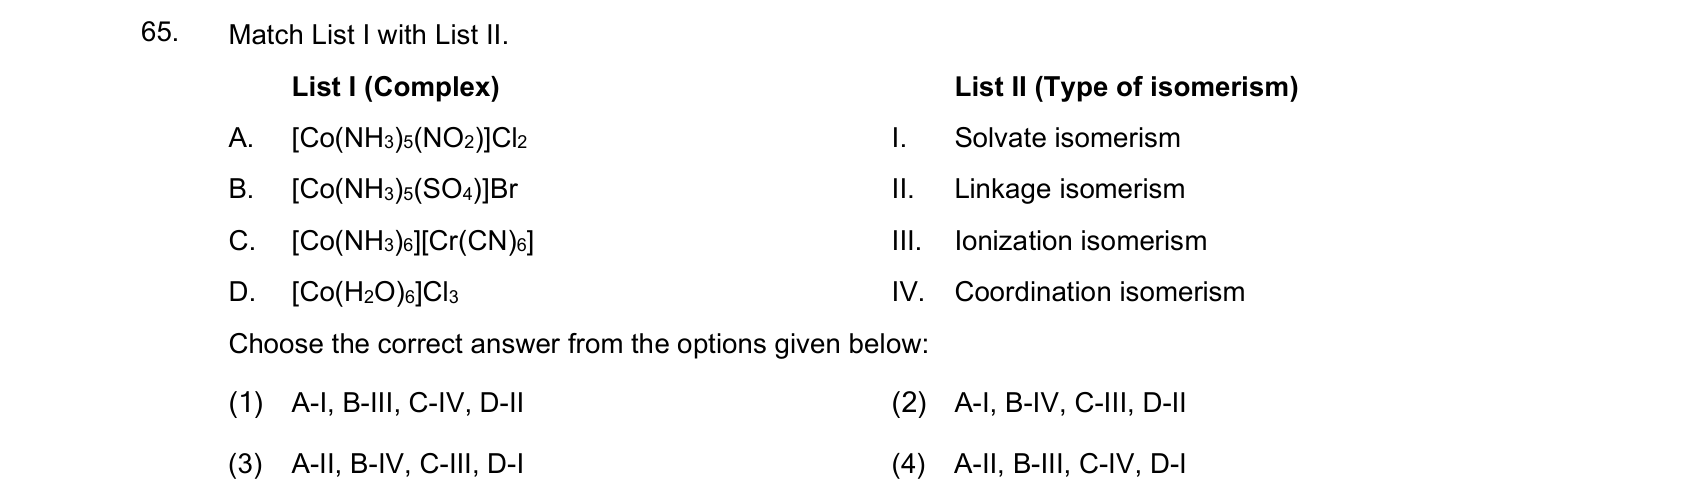 65. Match List I with List II.
List I (Complex) List II (Type of isomerism)
A. [Co(NH₃)₅(NO₂)]Cl₂ I. Solvate isomerism
B. [Co(NH₃)₅(SO₄)]Br II. Linkage isomerism
C. [Co(NH₃)₆][Cr(CN)₆] III. Ionization isomerism
D. [Co(H₂O)₆]Cl₃ IV. Coordination isomerism
Choose the correct answer from the options given below:
(1) A-I, B-III, C-IV, D-II (2) A-I, B-IV, C-III, D-II
(3) A-II, B-IV, C-III, D-I (4) A-II, B-III, C-IV, D-I